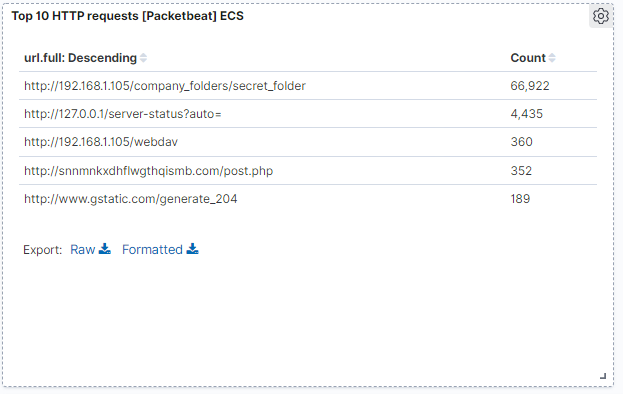 Top 10 HTTP requests [Packetbeat] ECS
url.full: Descending Count
http://192.168.1.105/company_folders/secret_folder 66,922
http://127.0.0.1/server-status?auto= 4,435
http://192.168.1.105/webdav 360
http://snnmnkxdhflwgthqismb.com/post.php 352
http://www.gstatic.com/generate_204 189
Export: Raw Formatted